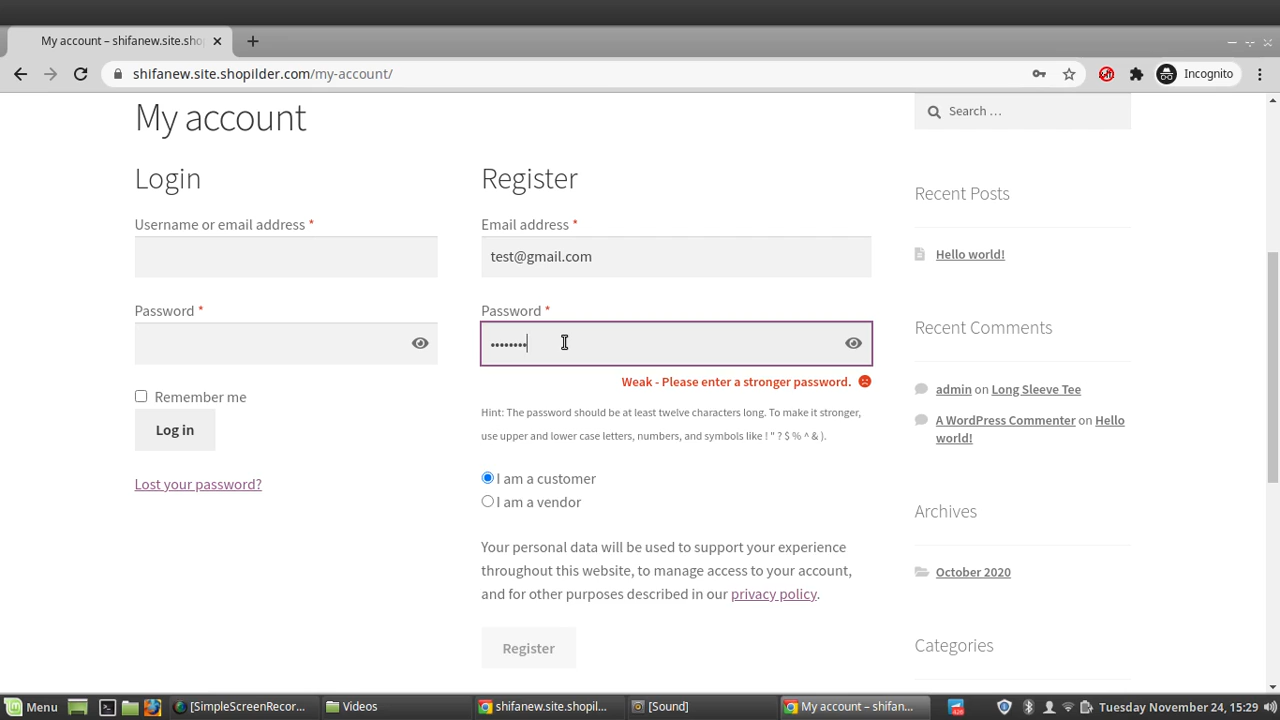 My account – shifanew.site.shop
shifanew.site.shopilder.com/my-account/
Incognito
My account
Login
Username or email address *
Password *
Remember me
Log in
Lost your password?
Register
Email address *
test@gmail.com
Password *
••••••••
Weak - Please enter a stronger password.
Hint: The password should be at least twelve characters long. To make it stronger,
use upper and lower case letters, numbers, and symbols like ! " ? $ % ^ & ).
I am a customer
I am a vendor
Your personal data will be used to support your experience
throughout this website, to manage access to your account,
and for other purposes described in our privacy policy.
Register
Search …
Recent Posts
Hello world!
Recent Comments
admin on Long Sleeve Tee
A WordPress Commenter on Hello
world!
Archives
October 2020
Categories
Menu
[SimpleScreenRecor...
Videos
shifanew.site.shopil...
[Sound]
My account – shifan...
Tuesday November 24, 15:29